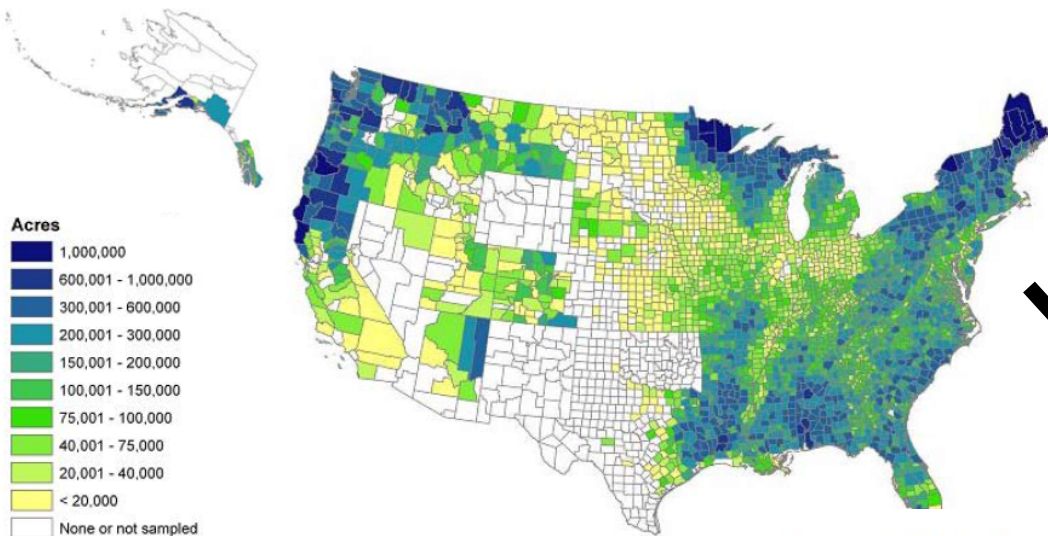 Acres
1,000,000
600,001 - 1,000,000
300,001 - 600,000
200,001 - 300,000
150,001 - 200,000
100,001 - 150,000
75,001 - 100,000
40,001 - 75,000
20,001 - 40,000
< 20,000
None or not sampled